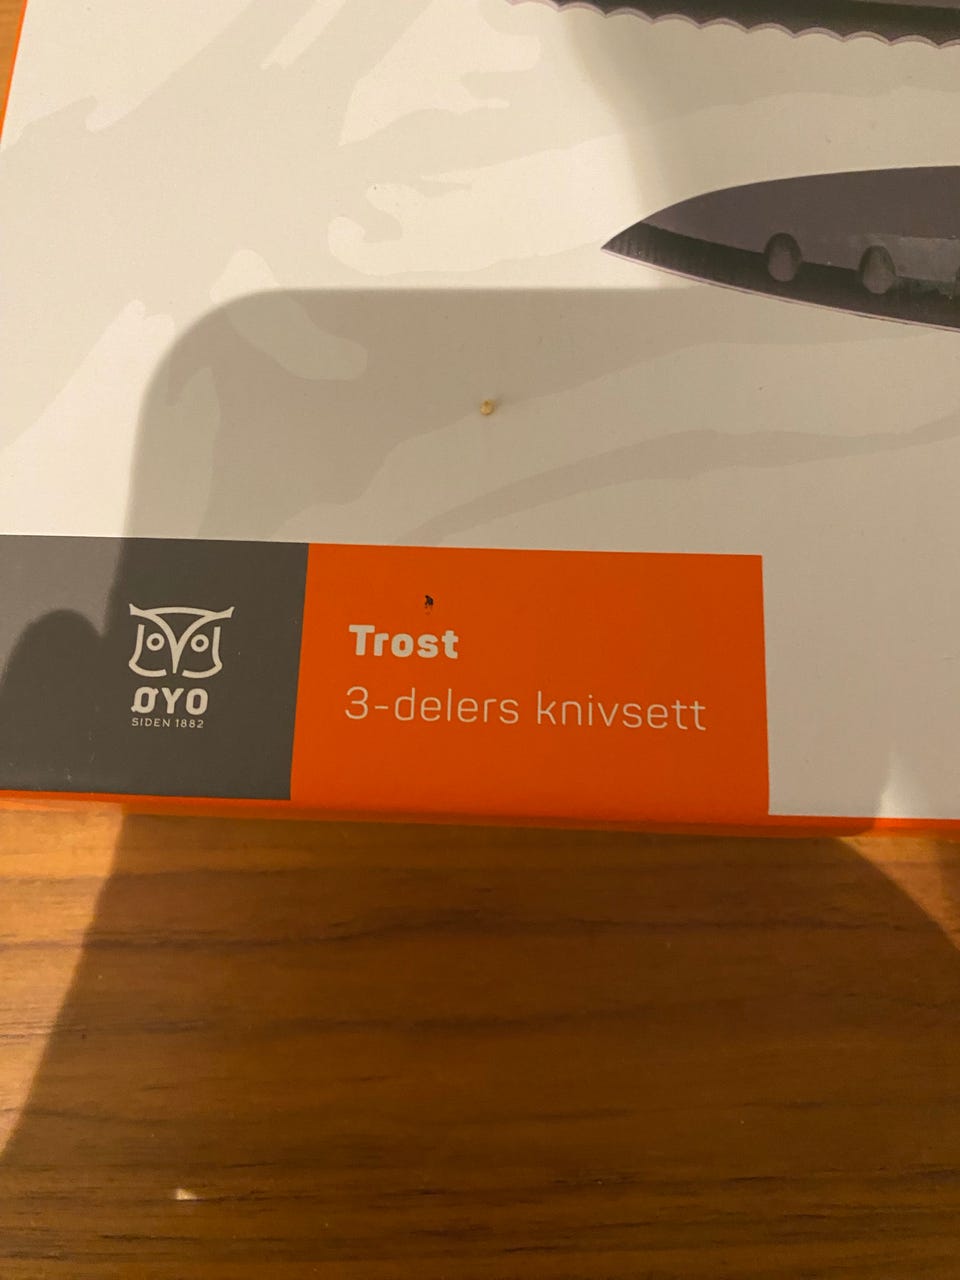 ØYO
SIDEN 1882
Trost
3-delers knivsett